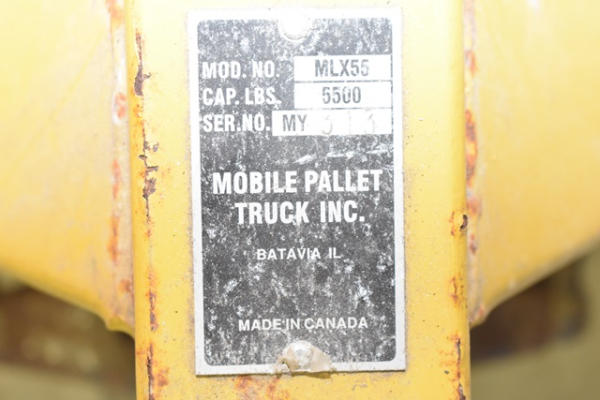 MOD. NO. MLX55
CAP. LBS. 5500
SER.NO. MY
MOBILE PALLET
TRUCK INC.
BATAVIA IL
MADE IN CANADA